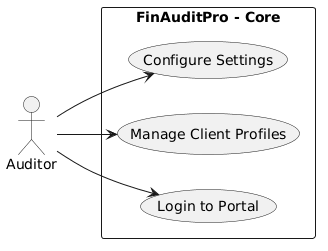 FinAuditPro - Core
Configure Settings
Manage Client Profiles
Auditor
Login to Portal